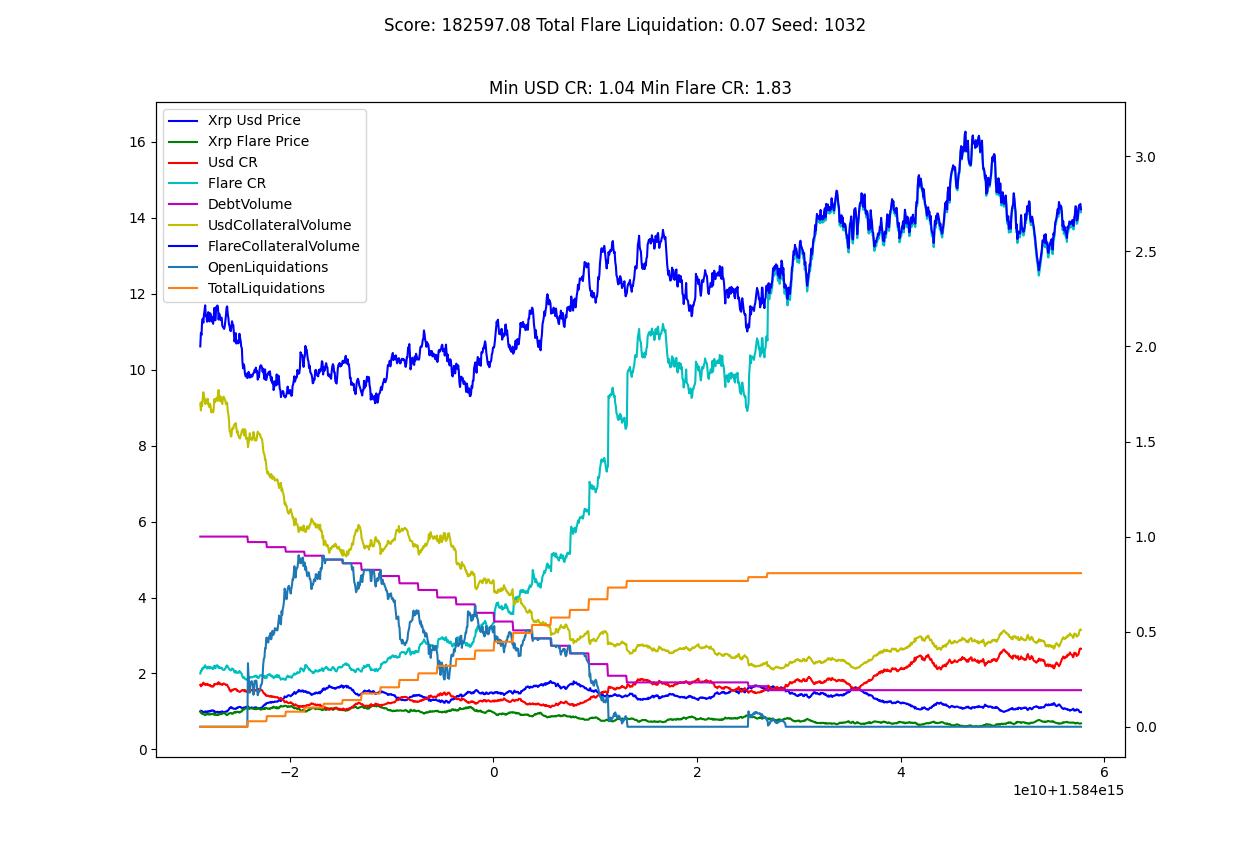 Score: 182597.08 Total Flare Liquidation: 0.07 Seed: 1032
Min USD CR: 1.04 Min Flare CR: 1.83
Xrp Usd Price
Xrp Flare Price
Usd CR
Flare CR
DebtVolume
UsdCollateralVolume
FlareCollateralVolume
OpenLiquidations
TotalLiquidations
16
14
12
10
8
6
4
2
0
3.0
2.5
2.0
1.5
1.0
0.5
0.0
−2
0
2
4
6
1e10+1.584e15